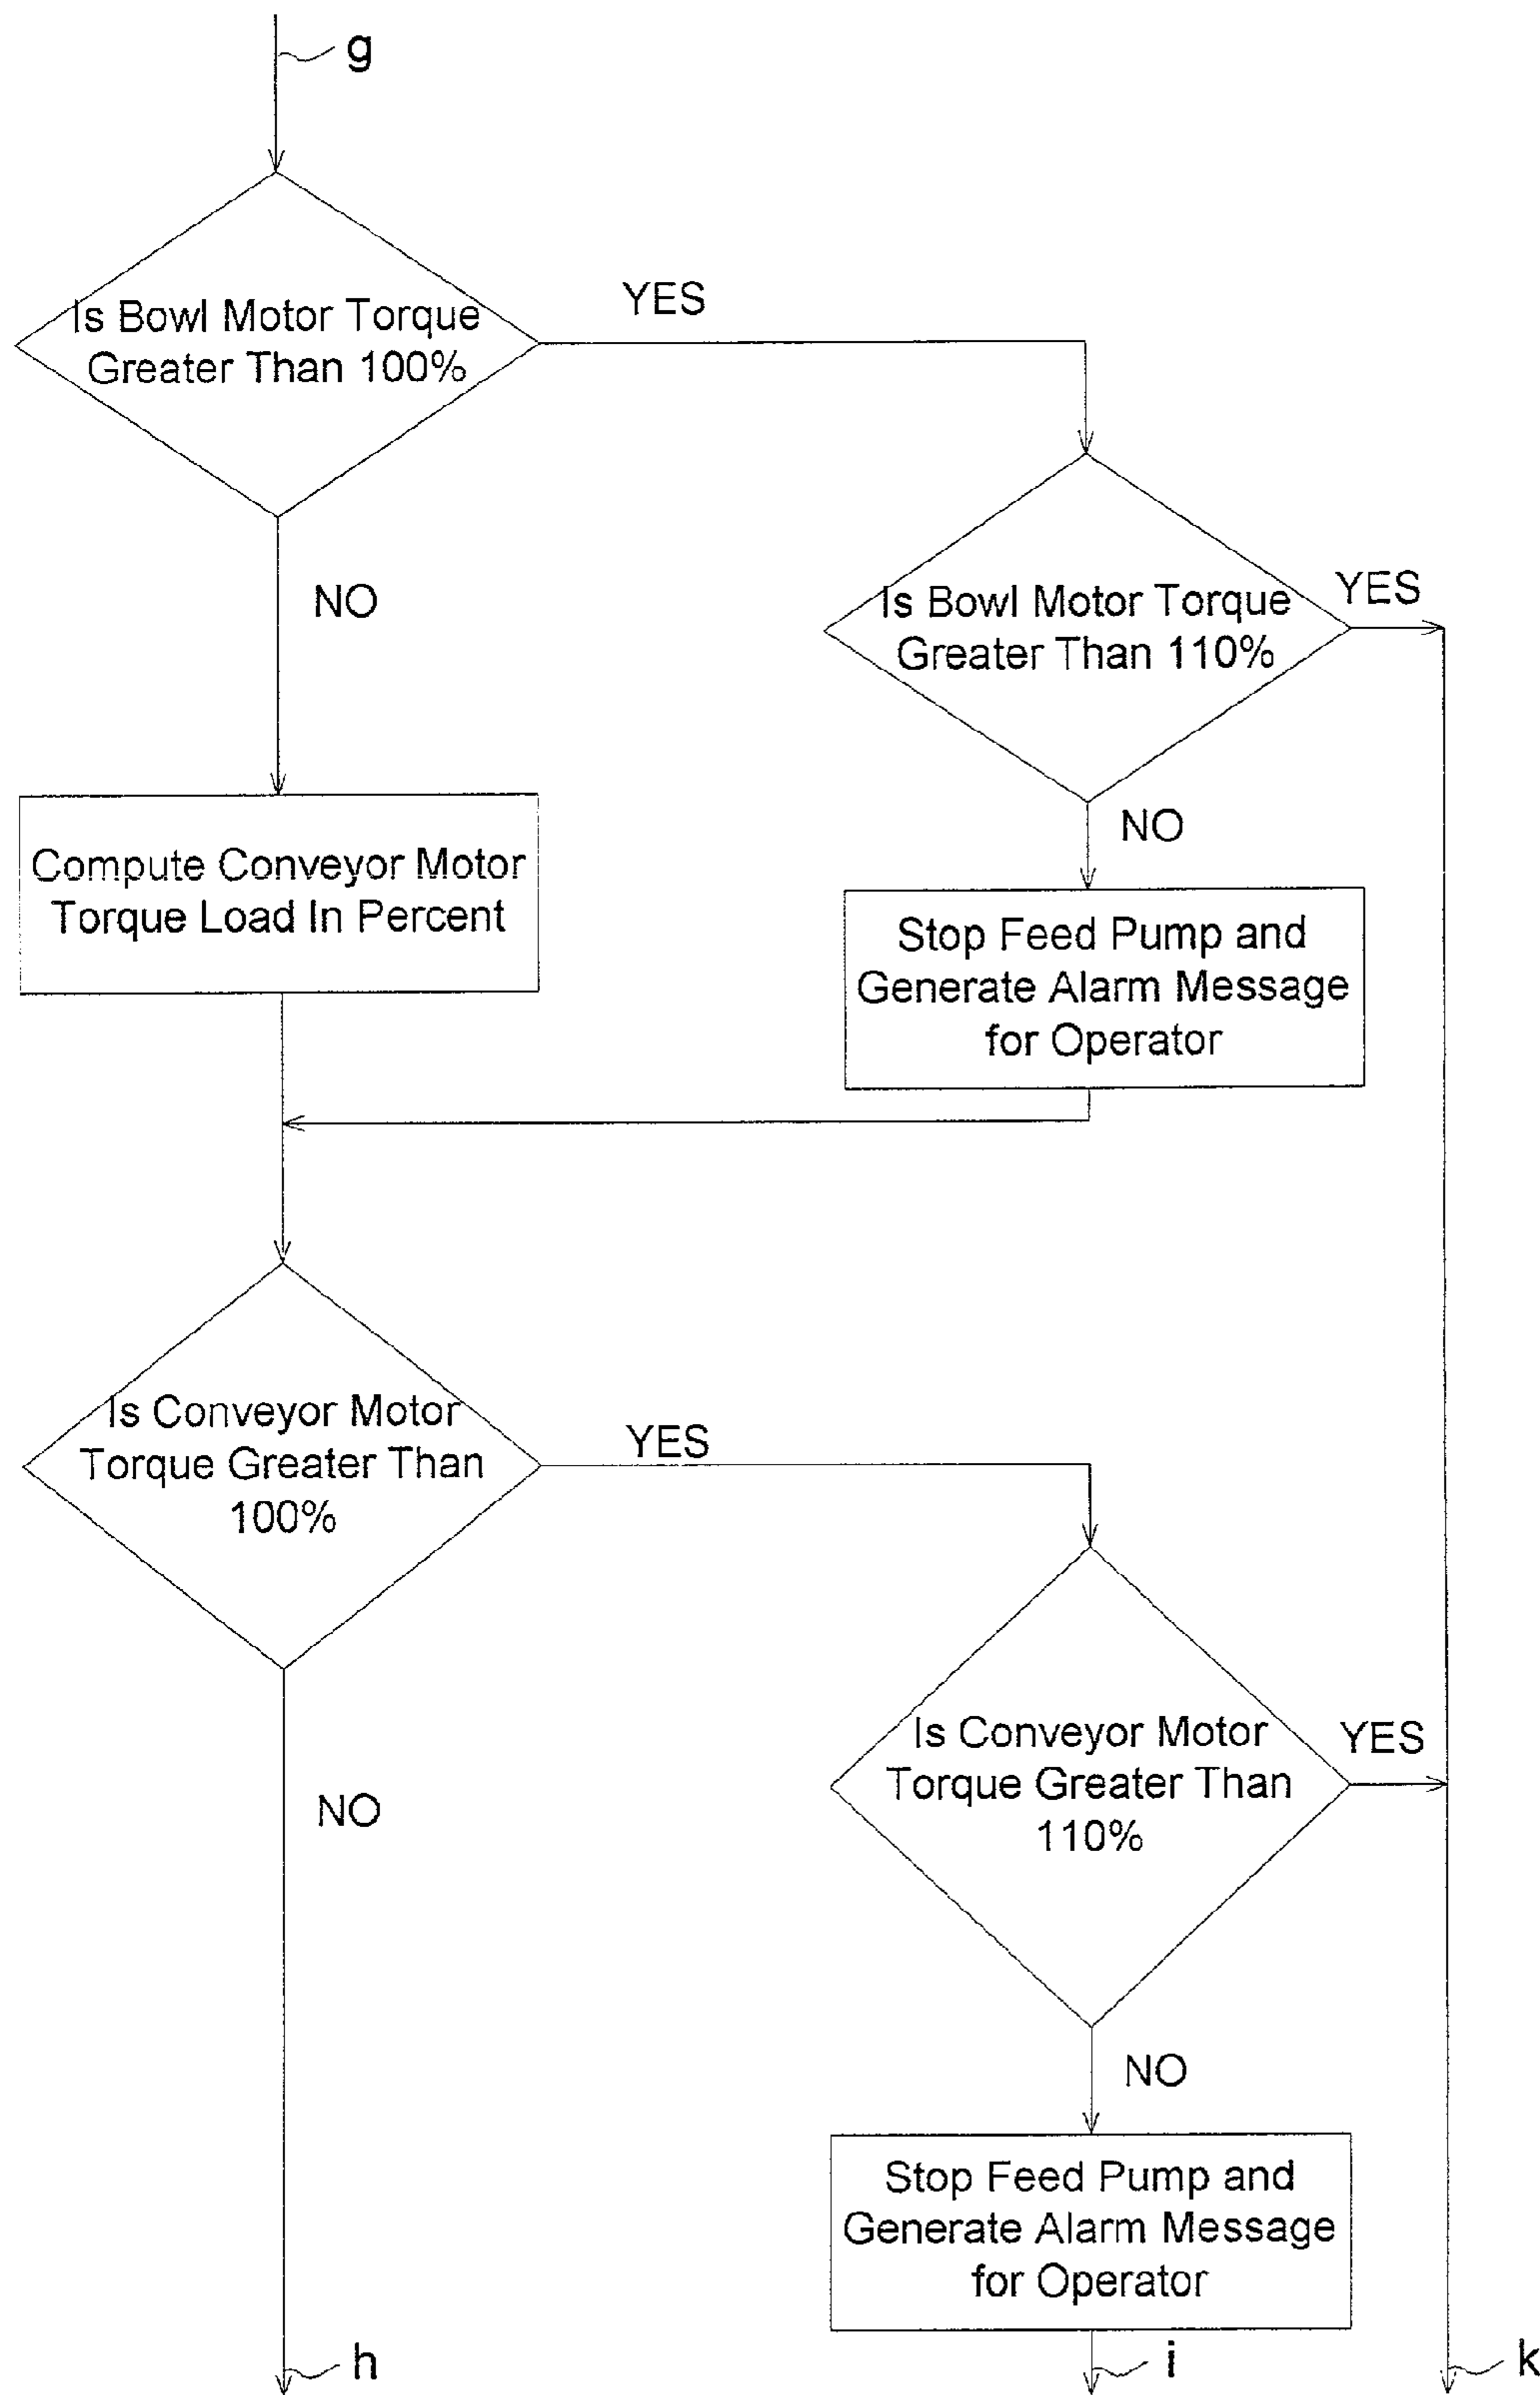 g
Is Bowl Motor Torque
Greater Than 100%
YES
NO
Is Bowl Motor Torque
Greater Than 110%
YES
NO
Compute Conveyor Motor
Torque Load In Percent
Stop Feed Pump and
Generate Alarm Message
for Operator
Is Conveyor Motor
Torque Greater Than
100%
YES
NO
Is Conveyor Motor
Torque Greater Than
110%
YES
NO
Stop Feed Pump and
Generate Alarm Message
for Operator
h
i
k